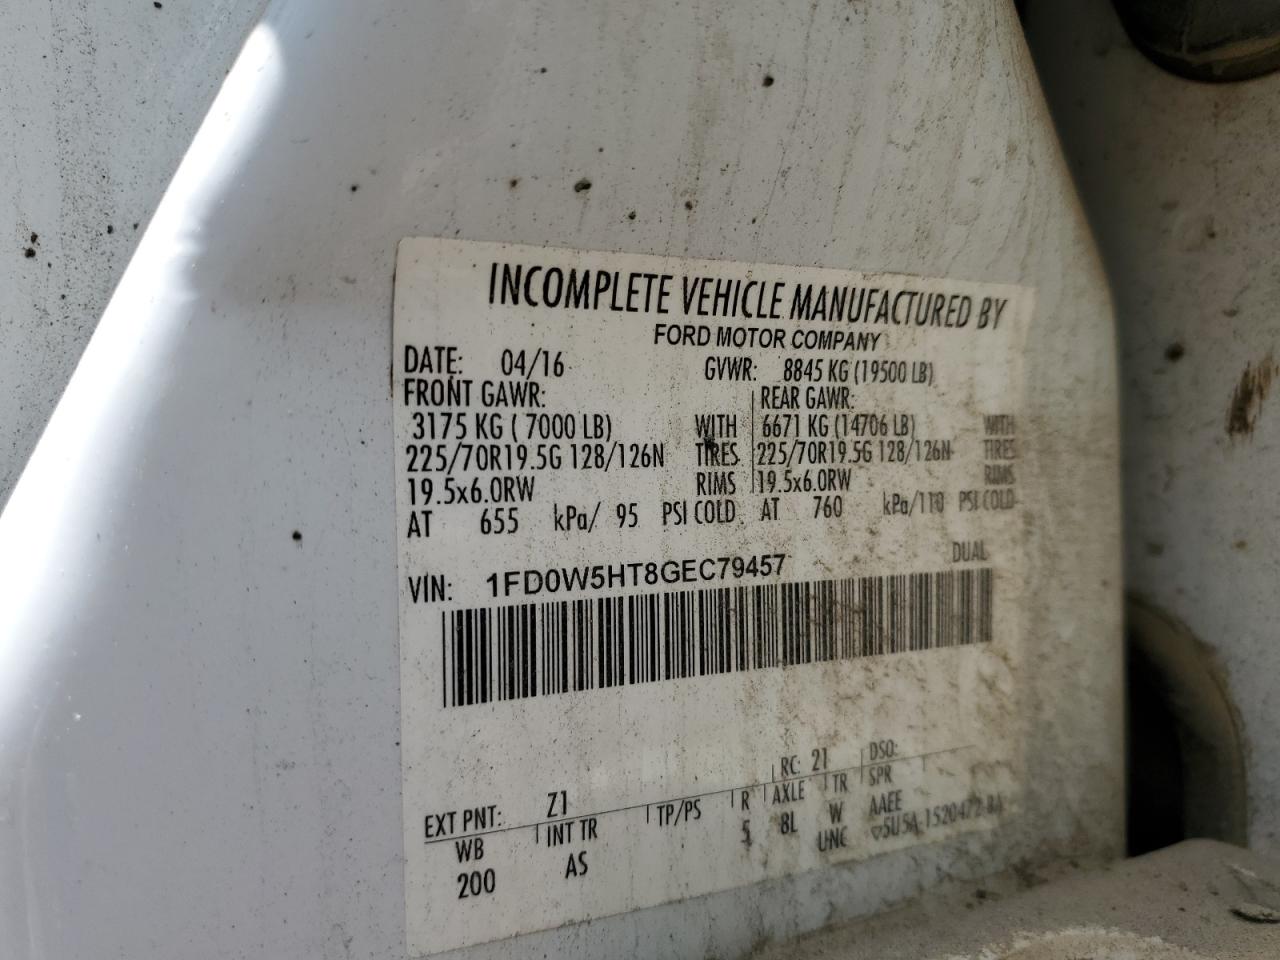 INCOMPLETE VEHICLE MANUFACTURED BY
FORD MOTOR COMPANY
DATE: 04/16 GVWR: 8845 KG (19500 LB)
FRONT GAWR: REAR GAWR:
3175 KG ( 7000 LB) WITH 6671 KG (14706 LB) WITH
225/70R19.5G 128/126N TIRES 225/70R19.5G 128/126N TIRES
19.5x6.0RW RIMS 19.5x6.0RW RIMS
AT 655 kPa/ 95 PSI COLD AT 760 kPa/110 PSI COLD
DUAL
VIN: 1FD0W5HT8GEC79457
EXT PNT: Z1 RC: 21 DSO:
WB INT TR TP/PS R AXLE TR SPR
200 AS 5 8L W AAEE
UNC ▽5U5A-1520472-BA